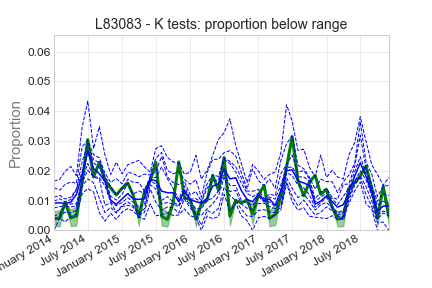 L83083 - K tests: proportion below range
Proportion
0.06
0.05
0.04
0.03
0.02
0.01
0.00
nuary 2014
July 2014
January 2015
July 2015
January 2016
July 2016
January 2017
July 2017
January 2018
July 2018